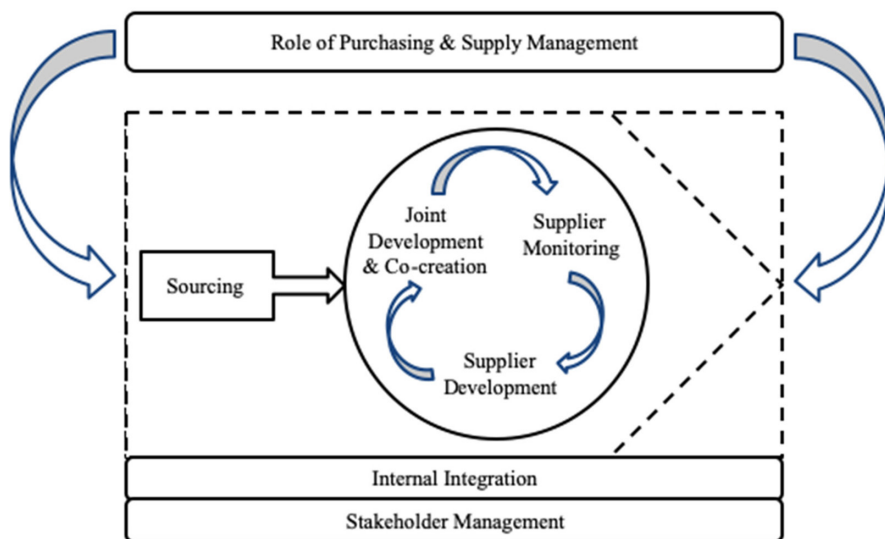 Role of Purchasing & Supply Management
Joint
Development
& Co-creation
Supplier
Monitoring
Sourcing
Supplier
Development
Internal Integration
Stakeholder Management